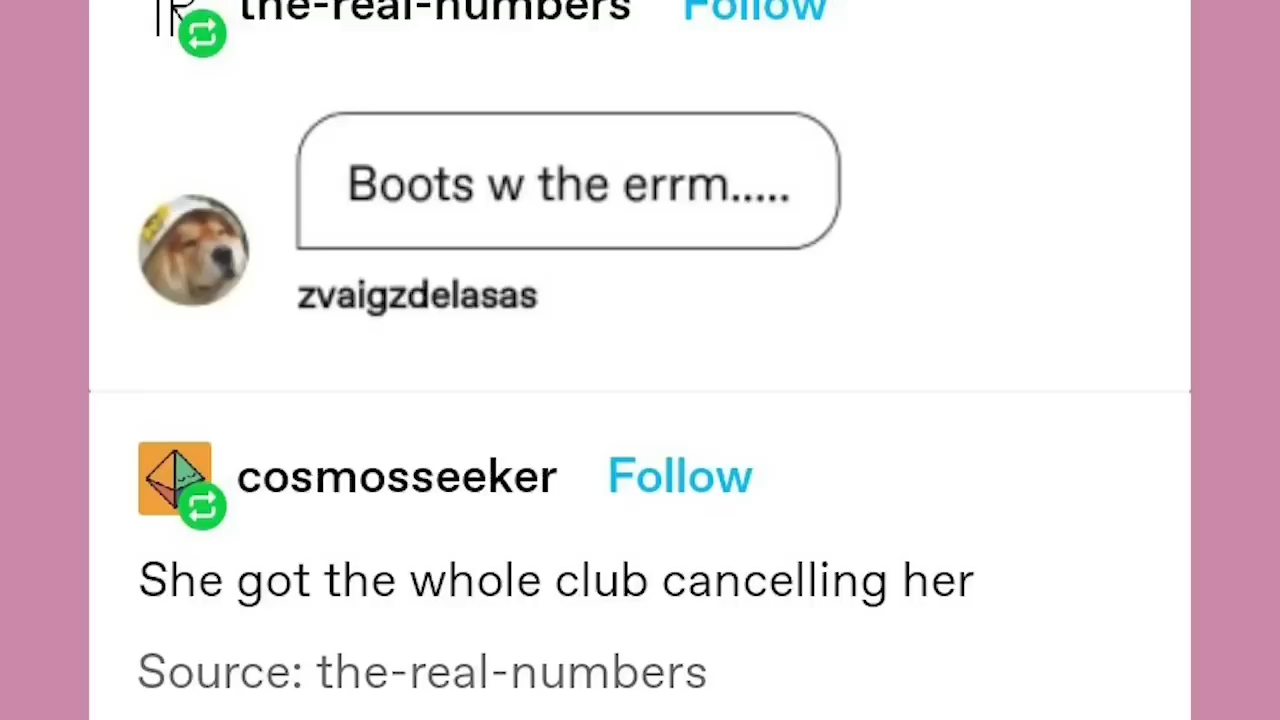 the-real-numbers Follow
Boots w the errm.....
zvaigzdelasas
cosmosseeker Follow
She got the whole club cancelling her
Source: the-real-numbers